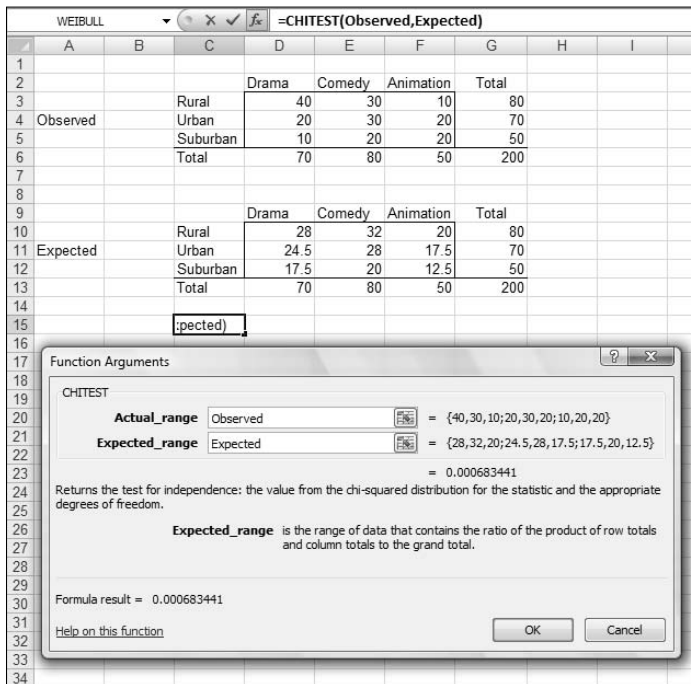 WEIBULL =CHITEST(Observed,Expected)
A B C D E F G H I
1
2 Drama Comedy Animation Total
3 Rural 40 30 10 80
4 Observed Urban 20 30 20 70
5 Suburban 10 20 20 50
6 Total 70 80 50 200
7
8
9 Drama Comedy Animation Total
10 Rural 28 32 20 80
11 Expected Urban 24.5 28 17.5 70
12 Suburban 17.5 20 12.5 50
13 Total 70 80 50 200
14
15 :pected)
16
17 Function Arguments
18
19 CHITEST
20 Actual_range Observed = {40,30,10;20,30,20;10,20,20}
21
22 Expected_range Expected = {28,32,20;24.5,28,17.5;17.5,20,12.5}
23 = 0.000683441
24 Returns the test for independence: the value from the chi-squared distribution for the statistic and the appropriate
25 degrees of freedom.
26 Expected_range is the range of data that contains the ratio of the product of row totals
27 and column totals to the grand total.
28
29
30 Formula result = 0.000683441
31
32 Help on this function OK Cancel
33
34